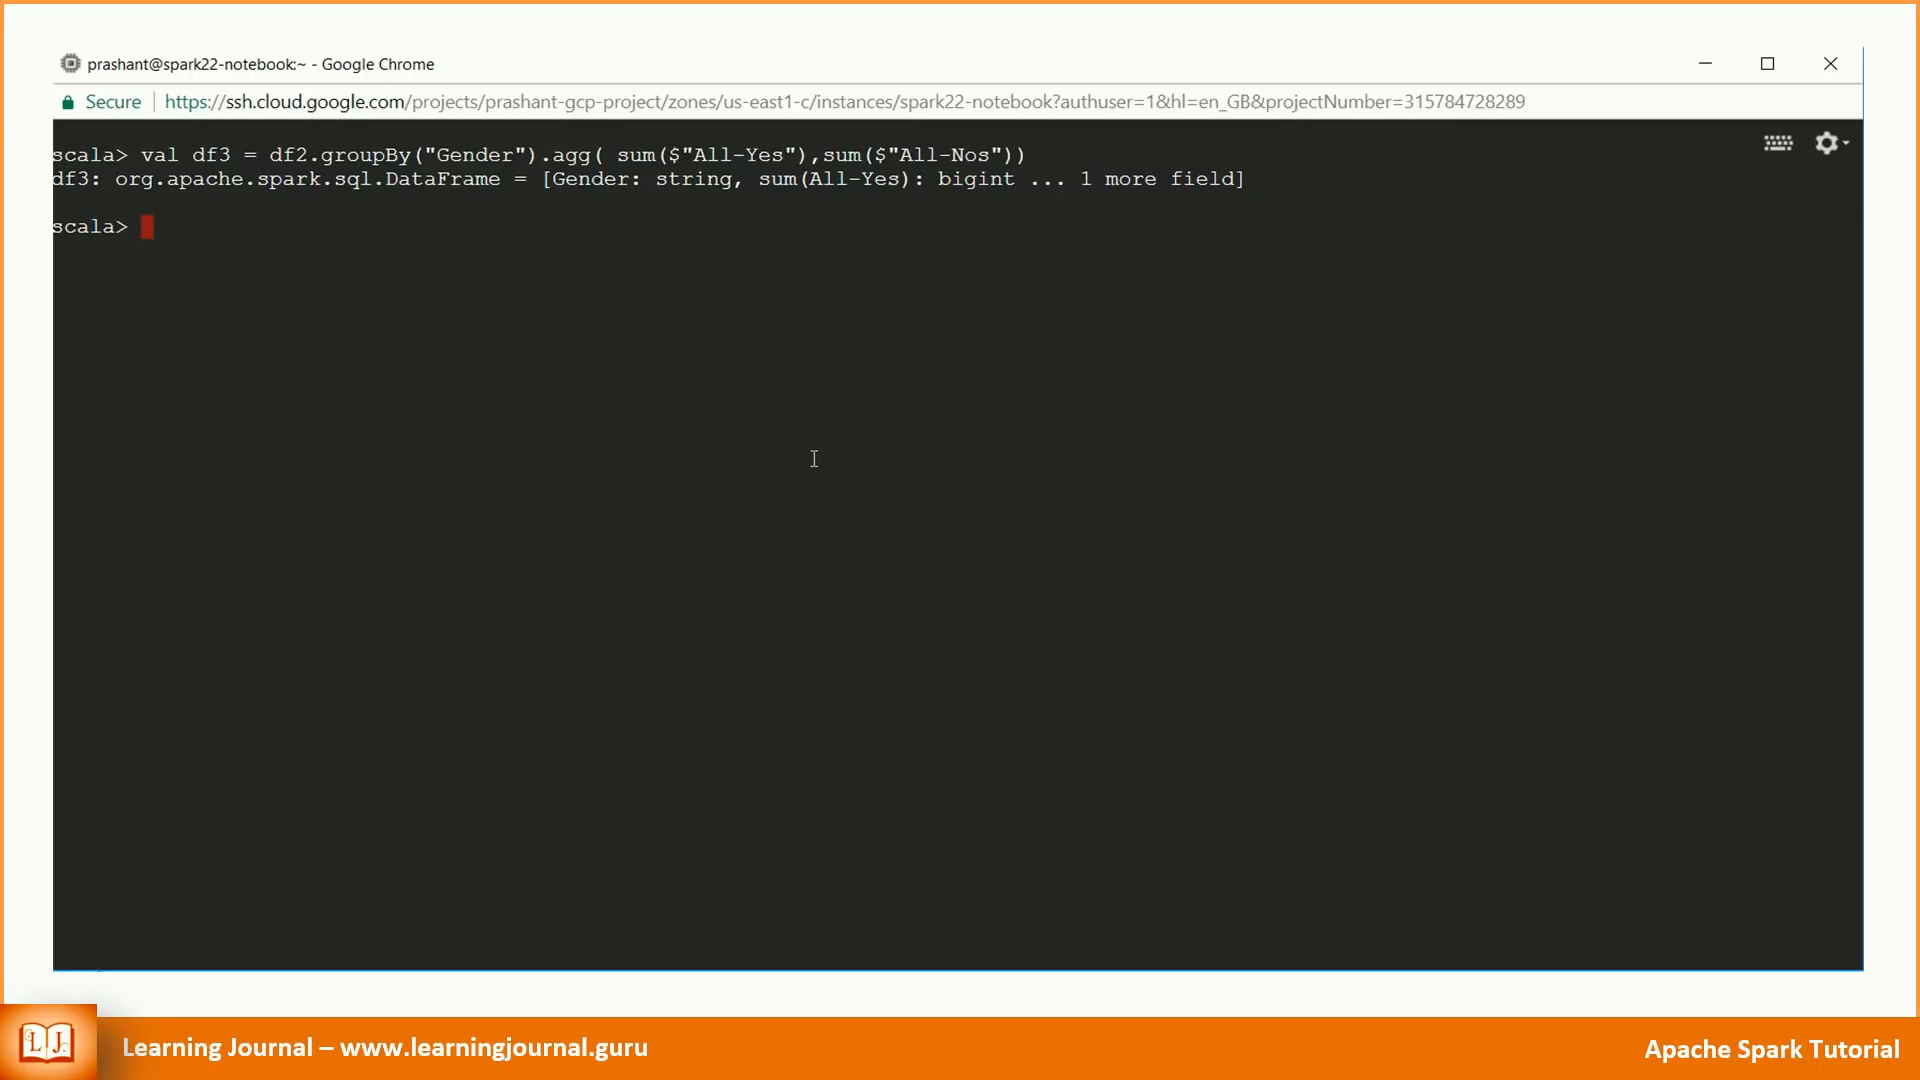 prashant@spark22-notebook:~ - Google Chrome
Secure | https://ssh.cloud.google.com/projects/prashant-gcp-project/zones/us-east1-c/instances/spark22-notebook?authuser=1&hl=en_GB&projectNumber=315784728289
scala> val df3 = df2.groupBy("Gender").agg( sum($"All-Yes"),sum($"All-Nos"))
df3: org.apache.spark.sql.DataFrame = [Gender: string, sum(All-Yes): bigint ... 1 more field]
scala>
LJ
Learning Journal – www.learningjournal.guru
Apache Spark Tutorial